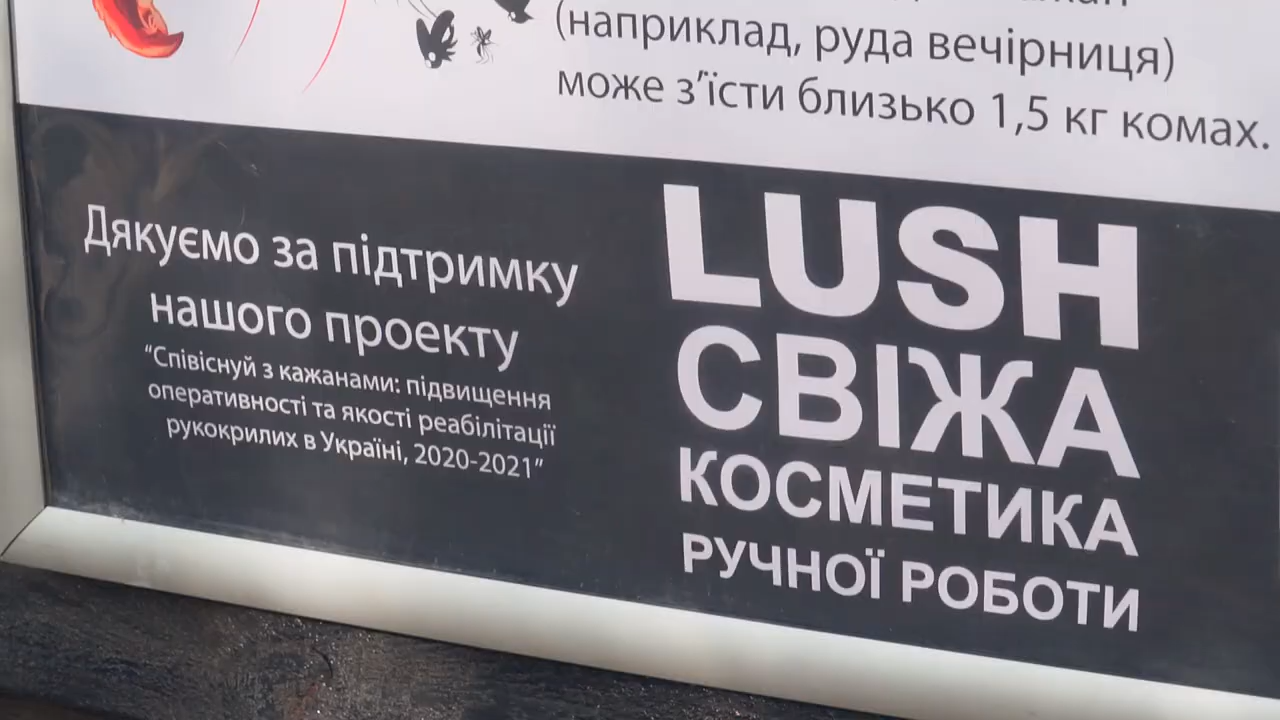 (наприклад, руда вечірниця)
може з’їсти близько 1,5 кг комах.
Дякуємо за підтримку
нашого проекту
“Співіснуй з кажанами: підвищення
оперативності та якості реабілітації
рукокрилих в Україні, 2020-2021”
LUSH
СВІЖА
КОСМЕТИКА
РУЧНОЇ РОБОТИ